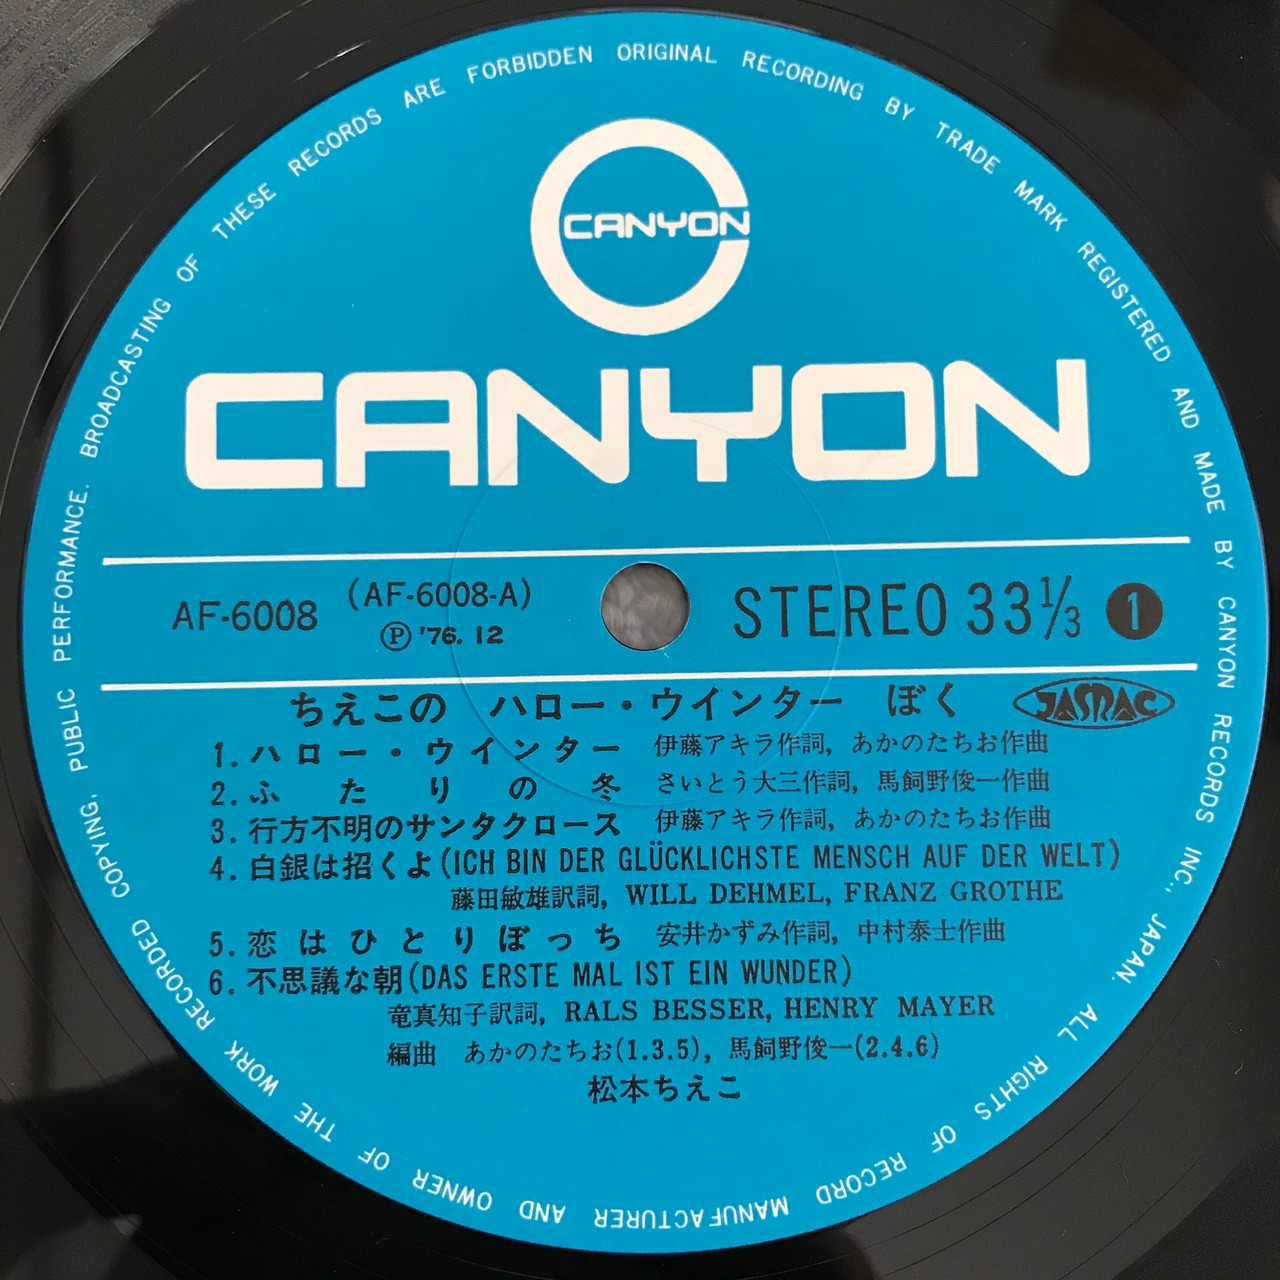 BROADCASTING OF THESE RECORDS ARE FORBIDDEN ORIGINAL RECORDING BY TRADE MARK REGISTERED AND MADE BY CANYON RECORDS INC., JAPAN. ALL RIGHTS OF RECORD MANUFACTURER AND OWNER OF THE WORK RECORDED COPYING, PUBLIC PERFORMANCE.
CANYON
CANYON
AF-6008 (AF-6008-A) STEREO 33⅓ 1
Ⓟ '76. 12
ちえこの ハロー・ウインター ぼく JASRAC
1. ハロー・ウインター 伊藤アキラ作詞, あかのたちお作曲
2. ふたりの冬 さいとう大三作詞, 馬飼野俊一作曲
3. 行方不明のサンタクロース 伊藤アキラ作詞, あかのたちお作曲
4. 白銀は招くよ(ICH BIN DER GLÜCKLICHSTE MENSCH AUF DER WELT)
藤田敏雄訳詞, WILL DEHMEL, FRANZ GROTHE
5. 恋はひとりぼっち 安井かずみ作詞, 中村泰士作曲
6. 不思議な朝(DAS ERSTE MAL IST EIN WUNDER)
竜真知子訳詞, RALS BESSER, HENRY MAYER
編曲 あかのたちお(1.3.5), 馬飼野俊一(2.4.6)
松本ちえこ